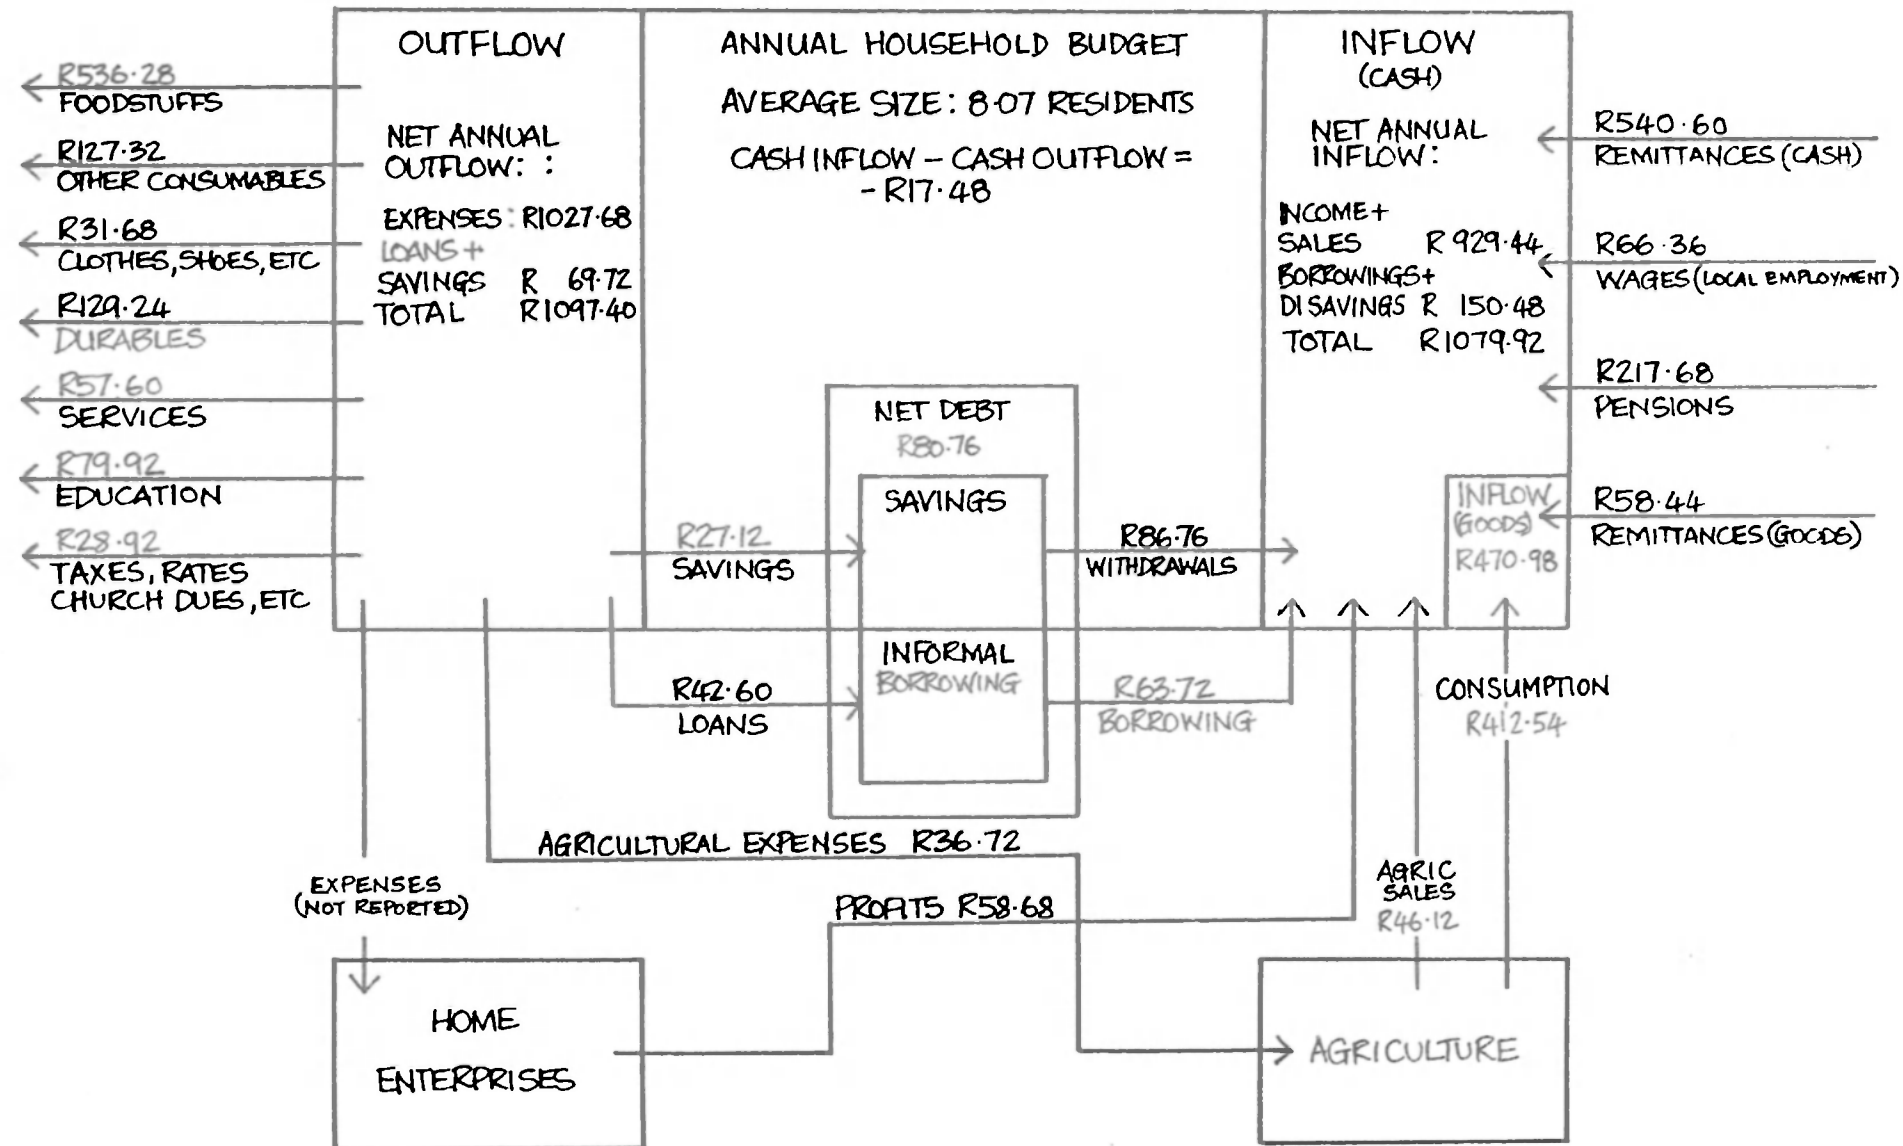 OUTFLOW
NET ANNUAL
OUTFLOW: :
EXPENSES: R1027·68
LOANS +
SAVINGS R 69·72
TOTAL R1097·40
ANNUAL HOUSEHOLD BUDGET
AVERAGE SIZE: 8·07 RESIDENTS
CASH INFLOW – CASH OUTFLOW =
- R17·48
INFLOW
(CASH)
NET ANNUAL
INFLOW:
INCOME+
SALES R 929·44
BORROWINGS+
DISAVINGS R 150·48
TOTAL R1079·92
R536·28
FOODSTUFFS
R127·32
OTHER CONSUMABLES
R31·68
CLOTHES, SHOES, ETC
R129·24
DURABLES
R57·60
SERVICES
R79·92
EDUCATION
R28·92
TAXES, RATES
CHURCH DUES, ETC
R540·60
REMITTANCES (CASH)
R66·36
WAGES (LOCAL EMPLOYMENT)
R217·68
PENSIONS
R58·44
REMITTANCES (GOODS)
INFLOW
(GOODS)
R470·98
NET DEBT
R80·76
SAVINGS
INFORMAL
BORROWING
R27·12
SAVINGS
R86·76
WITHDRAWALS
R42·60
LOANS
R63·72
BORROWING
CONSUMPTION
R412·54
AGRICULTURAL EXPENSES R36·72
EXPENSES
(NOT REPORTED)
PROFITS R58·68
AGRIC
SALES
R46·12
HOME
ENTERPRISES
AGRICULTURE